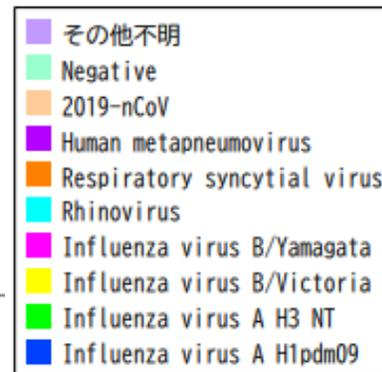 その他不明
Negative
2019-nCoV
Human metapneumovirus
Respiratory syncytial virus
Rhinovirus
Influenza virus B/Yamagata
Influenza virus B/Victoria
Influenza virus A H3 NT
Influenza virus A H1pdm09